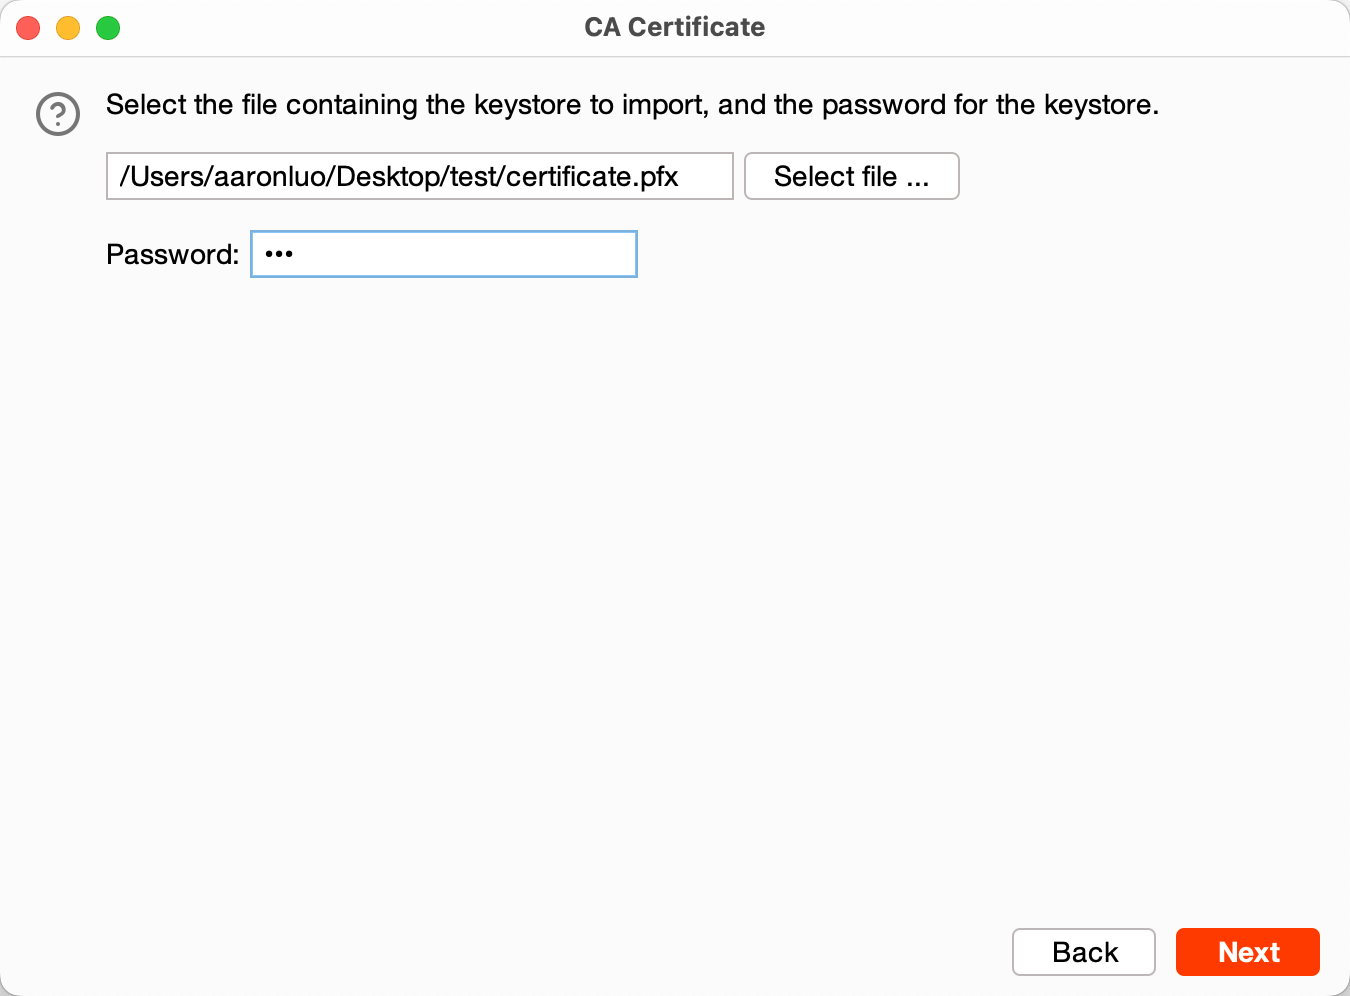 CA Certificate
Select the file containing the keystore to import, and the password for the keystore.
/Users/aaronluo/Desktop/test/certificate.pfx Select file ...
Password: •••
Back Next